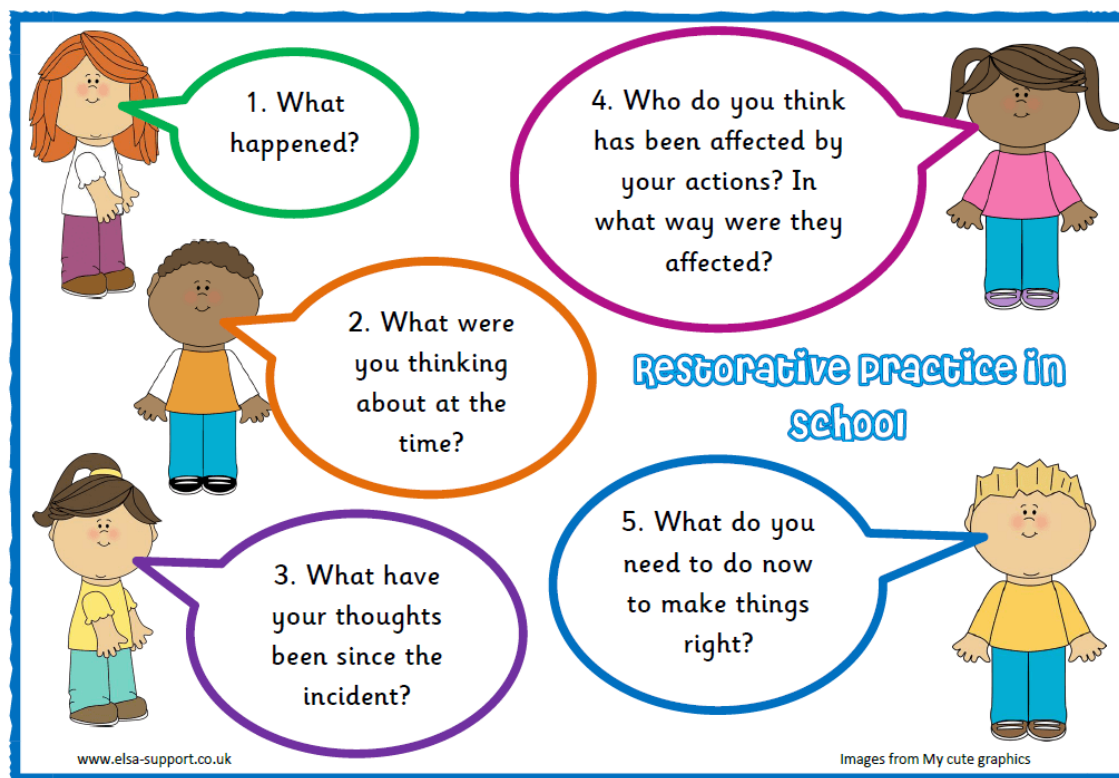 1. What
happened?
2. What were
you thinking
about at the
time?
3. What have
your thoughts
been since the
incident?
4. Who do you think
has been affected by
your actions? In
what way were they
affected?
Restorative practice in
school
5. What do you
need to do now
to make things
right?
www.elsa-support.co.uk
Images from My cute graphics